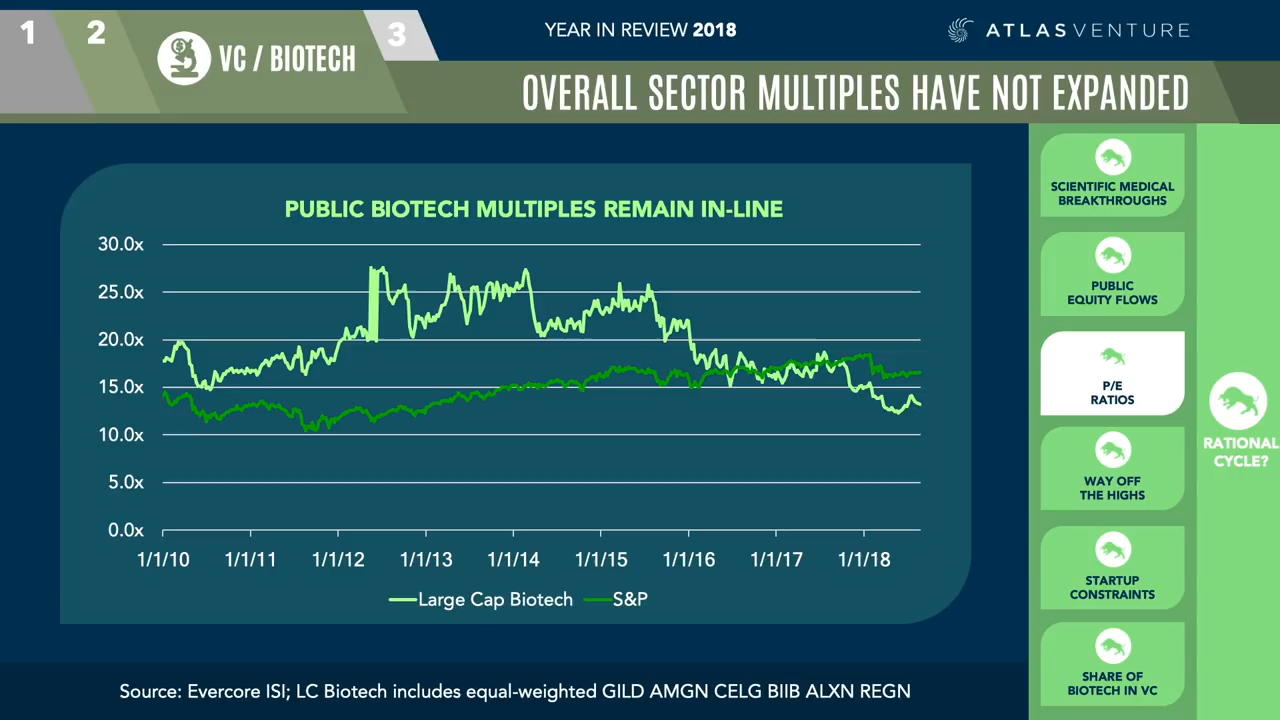 1
2
VC / BIOTECH
3
YEAR IN REVIEW 2018
ATLAS VENTURE
OVERALL SECTOR MULTIPLES HAVE NOT EXPANDED
PUBLIC BIOTECH MULTIPLES REMAIN IN-LINE
30.0x
25.0x
20.0x
15.0x
10.0x
5.0x
0.0x
1/1/10 1/1/11 1/1/12 1/1/13 1/1/14 1/1/15 1/1/16 1/1/17 1/1/18
Large Cap Biotech S&P
Source: Evercore ISI; LC Biotech includes equal-weighted GILD AMGN CELG BIIB ALXN REGN
SCIENTIFIC MEDICAL
BREAKTHROUGHS
PUBLIC
EQUITY FLOWS
P/E
RATIOS
WAY OFF
THE HIGHS
STARTUP
CONSTRAINTS
SHARE OF
BIOTECH IN VC
RATIONAL
CYCLE?